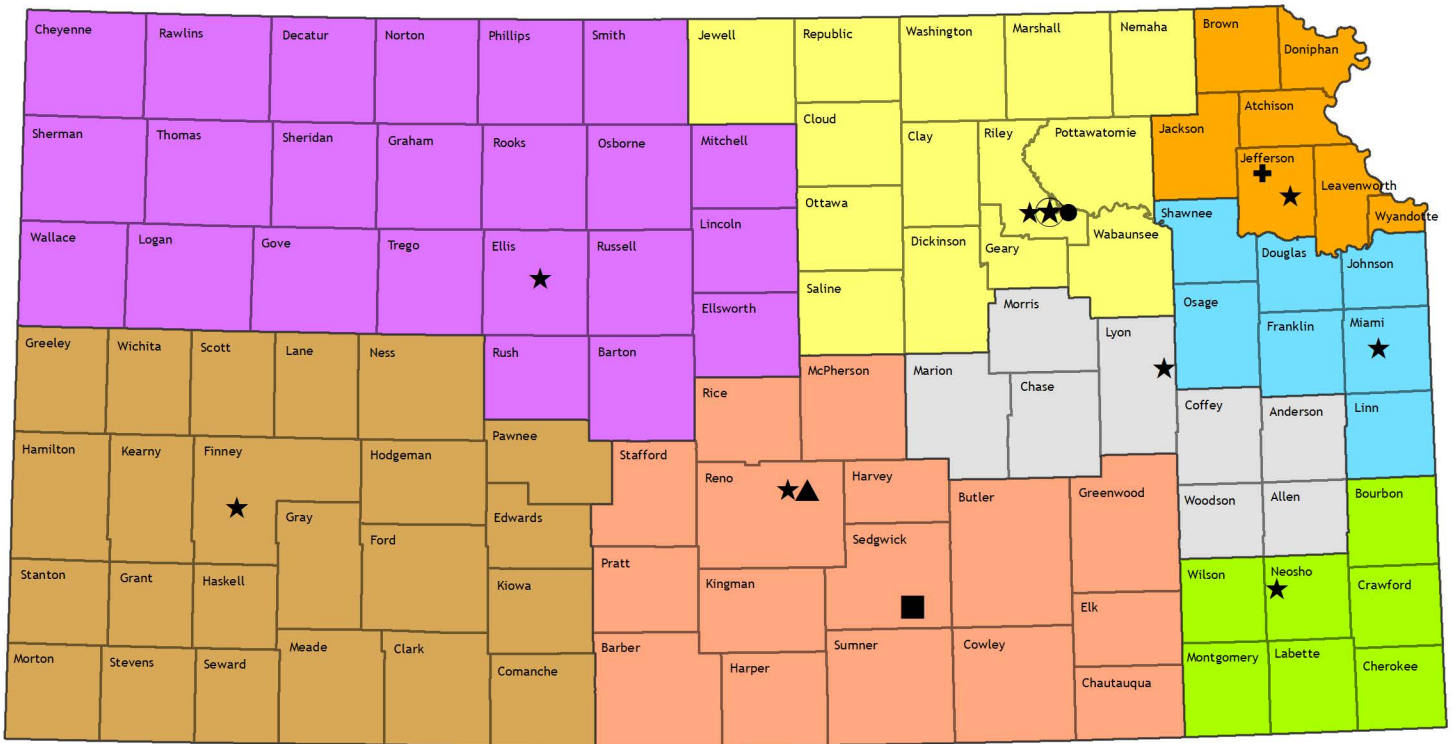 Cheyenne
Rawlins
Decatur
Norton
Phillips
Smith
Jewell
Republic
Washington
Marshall
Nemaha
Brown
Doniphan
Sherman
Thomas
Sheridan
Graham
Rooks
Osborne
Mitchell
Cloud
Clay
Riley
Pottawatomie
Jackson
Atchison
Jefferson
Leavenworth
Wyandotte
Wallace
Logan
Gove
Trego
Ellis
Russell
Lincoln
Ottawa
Dickinson
Geary
Wabaunsee
Shawnee
Douglas
Johnson
Ellsworth
Saline
Morris
Lyon
Osage
Franklin
Miami
Greeley
Wichita
Scott
Lane
Ness
Rush
Barton
Rice
McPherson
Marion
Chase
Coffey
Anderson
Linn
Hamilton
Kearny
Finney
Hodgeman
Pawnee
Stafford
Reno
Harvey
Butler
Greenwood
Woodson
Allen
Bourbon
Gray
Ford
Edwards
Sedgwick
Stanton
Grant
Haskell
Kiowa
Pratt
Kingman
Elk
Wilson
Neosho
Crawford
Morton
Stevens
Seward
Meade
Clark
Comanche
Barber
Harper
Sumner
Cowley
Chautauqua
Montgomery
Labette
Cherokee